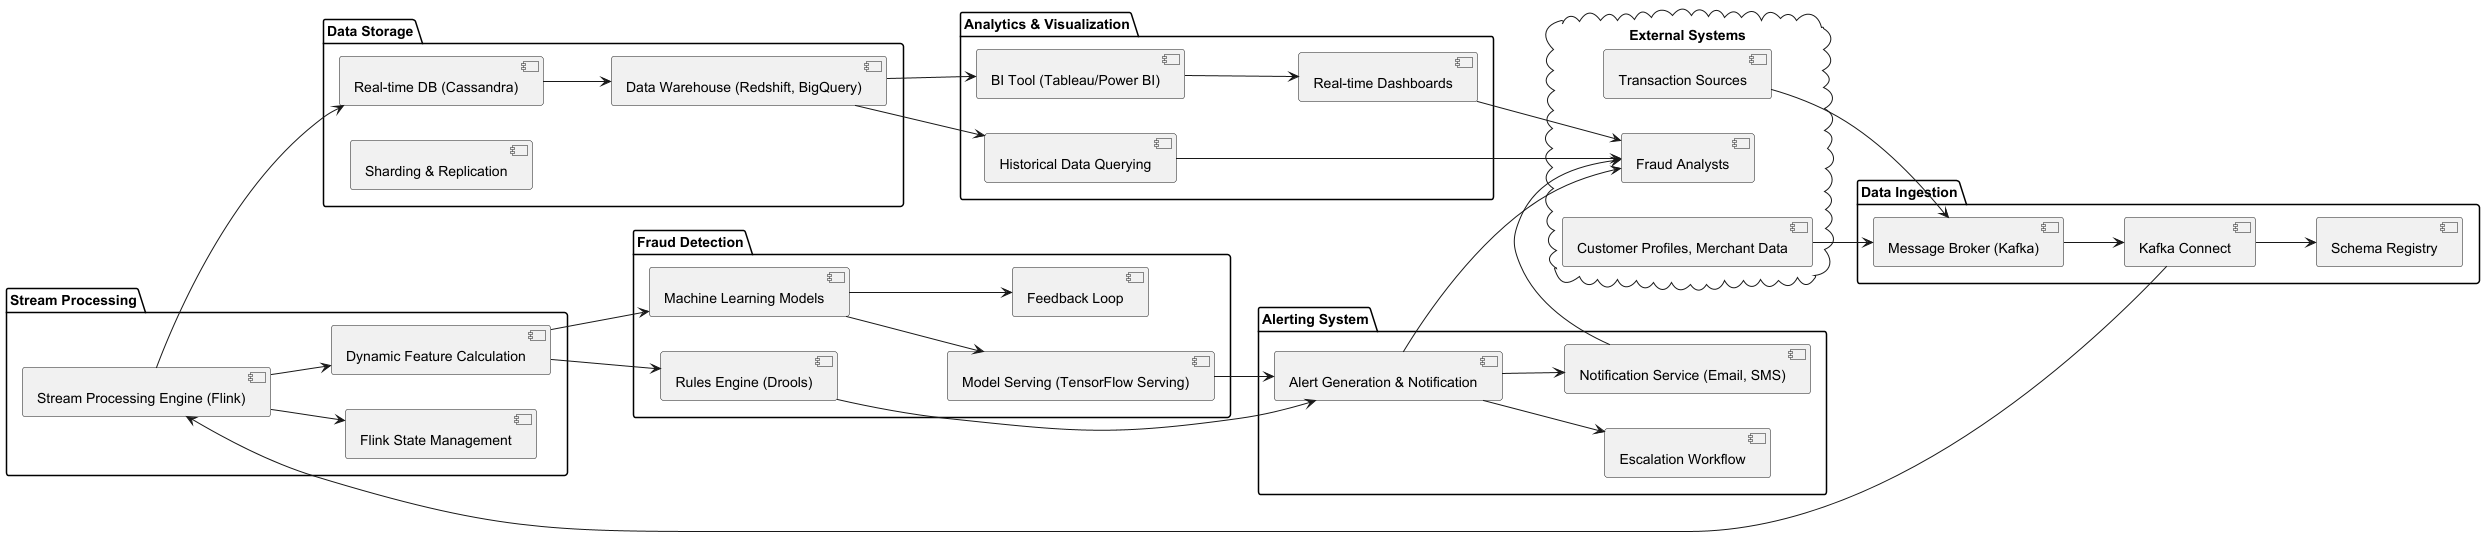 Data Storage
Real-time DB (Cassandra)
Data Warehouse (Redshift, BigQuery)
Sharding & Replication
Analytics & Visualization
BI Tool (Tableau/Power BI)
Real-time Dashboards
Historical Data Querying
External Systems
Transaction Sources
Fraud Analysts
Customer Profiles, Merchant Data
Data Ingestion
Message Broker (Kafka)
Kafka Connect
Schema Registry
Stream Processing
Stream Processing Engine (Flink)
Dynamic Feature Calculation
Flink State Management
Fraud Detection
Machine Learning Models
Feedback Loop
Rules Engine (Drools)
Model Serving (TensorFlow Serving)
Alerting System
Alert Generation & Notification
Notification Service (Email, SMS)
Escalation Workflow